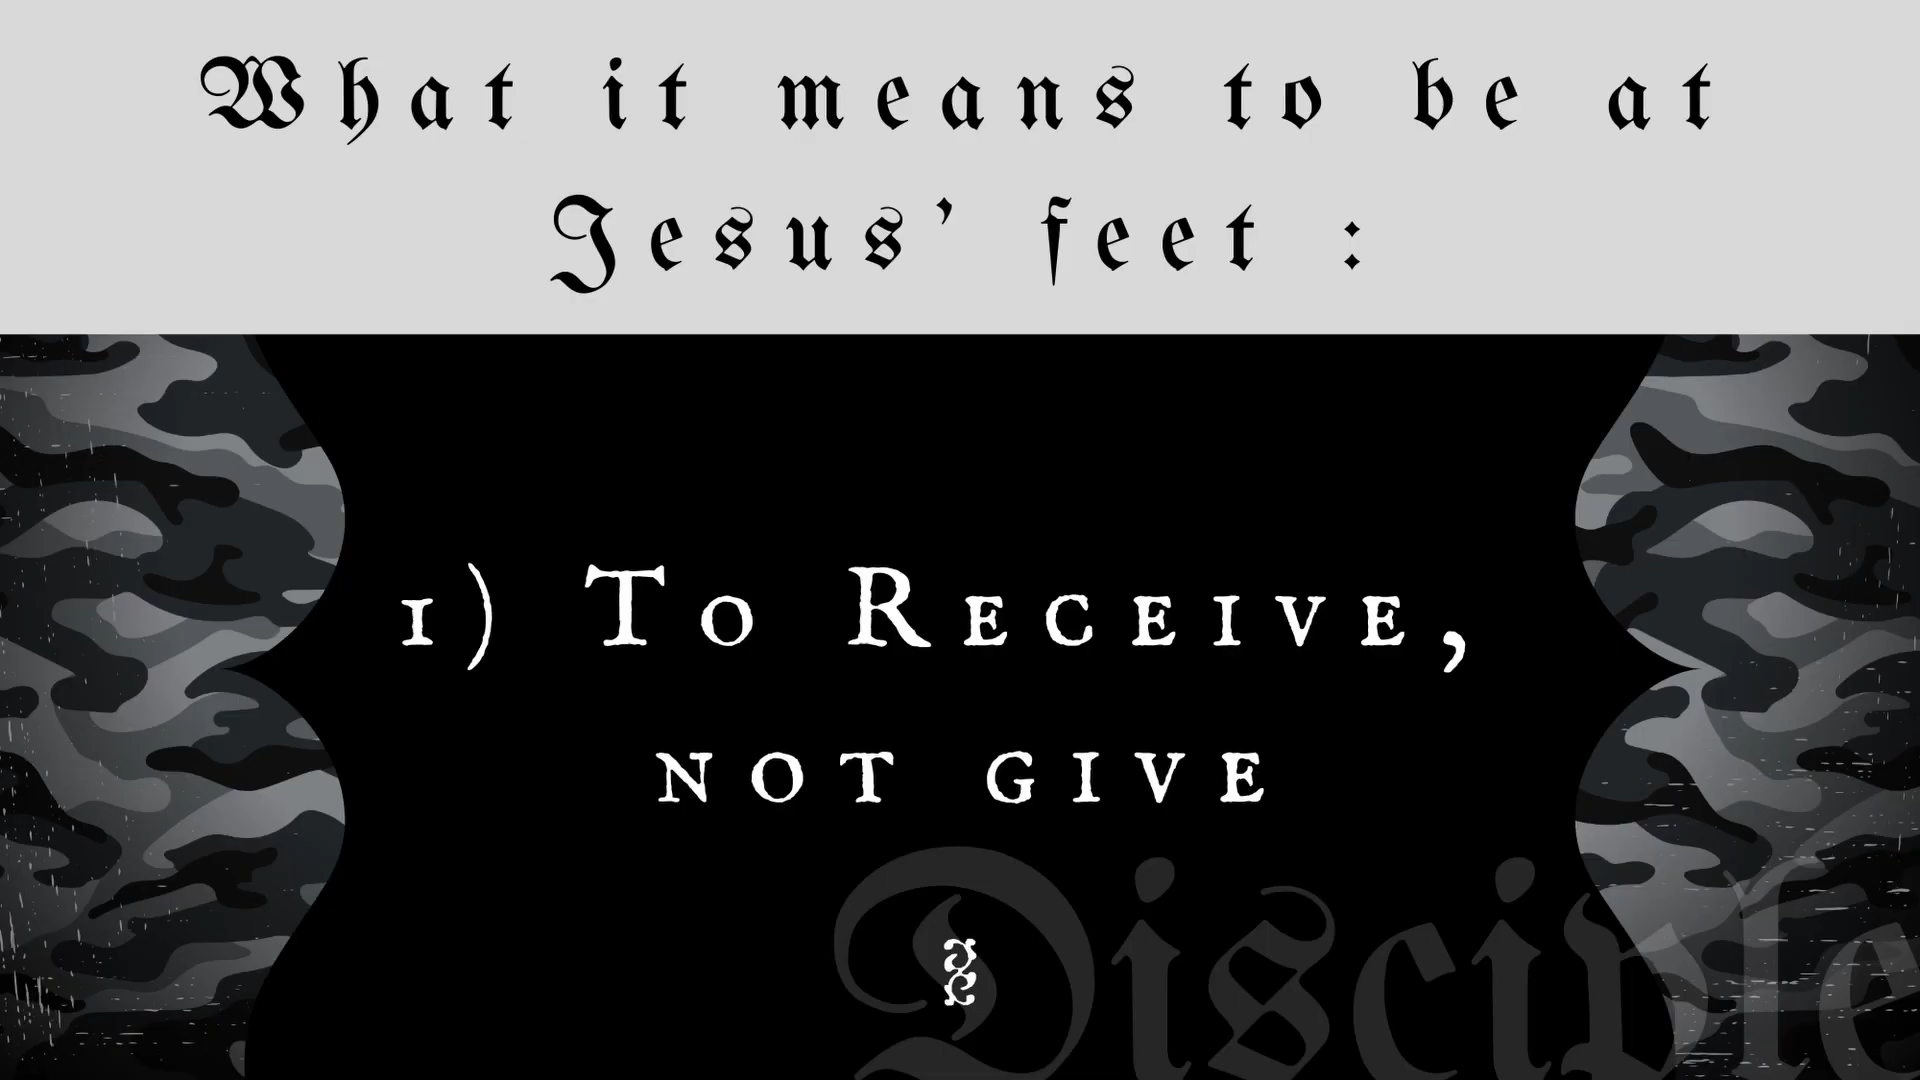 What it means to be at
Jesus’ feet :
1) To Receive,
not give
Disciple